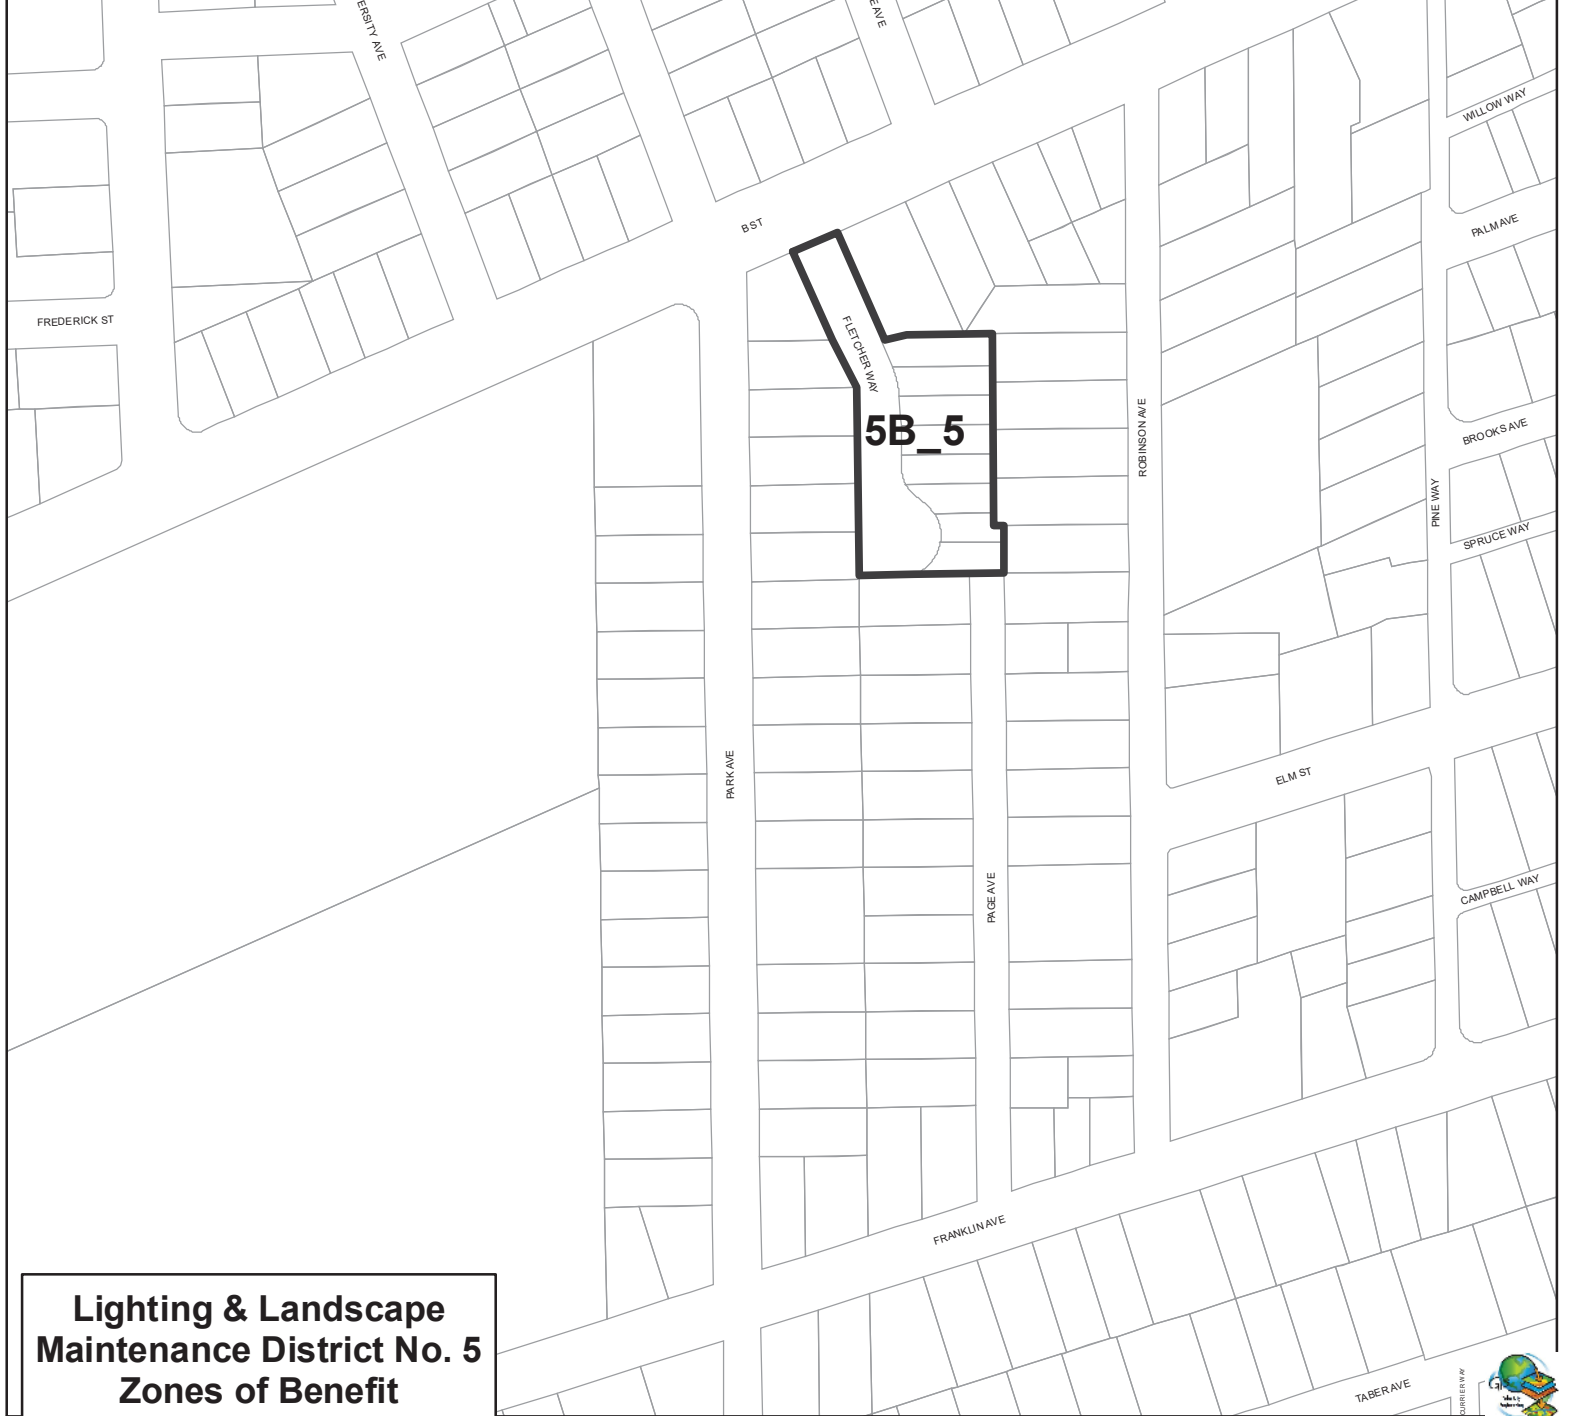 ERSITY AVE
E AVE
WILLOW WAY
B ST
PALM AVE
FREDERICK ST
FLETCHER WAY
5B_5
ROBINSON AVE
BROOKS AVE
PINE WAY
SPRUCE WAY
PARK AVE
ELM ST
PAGE AVE
CAMPBELL WAY
FRANKLIN AVE
Lighting & Landscape
Maintenance District No. 5
Zones of Benefit
TABER AVE
CURRIER WAY